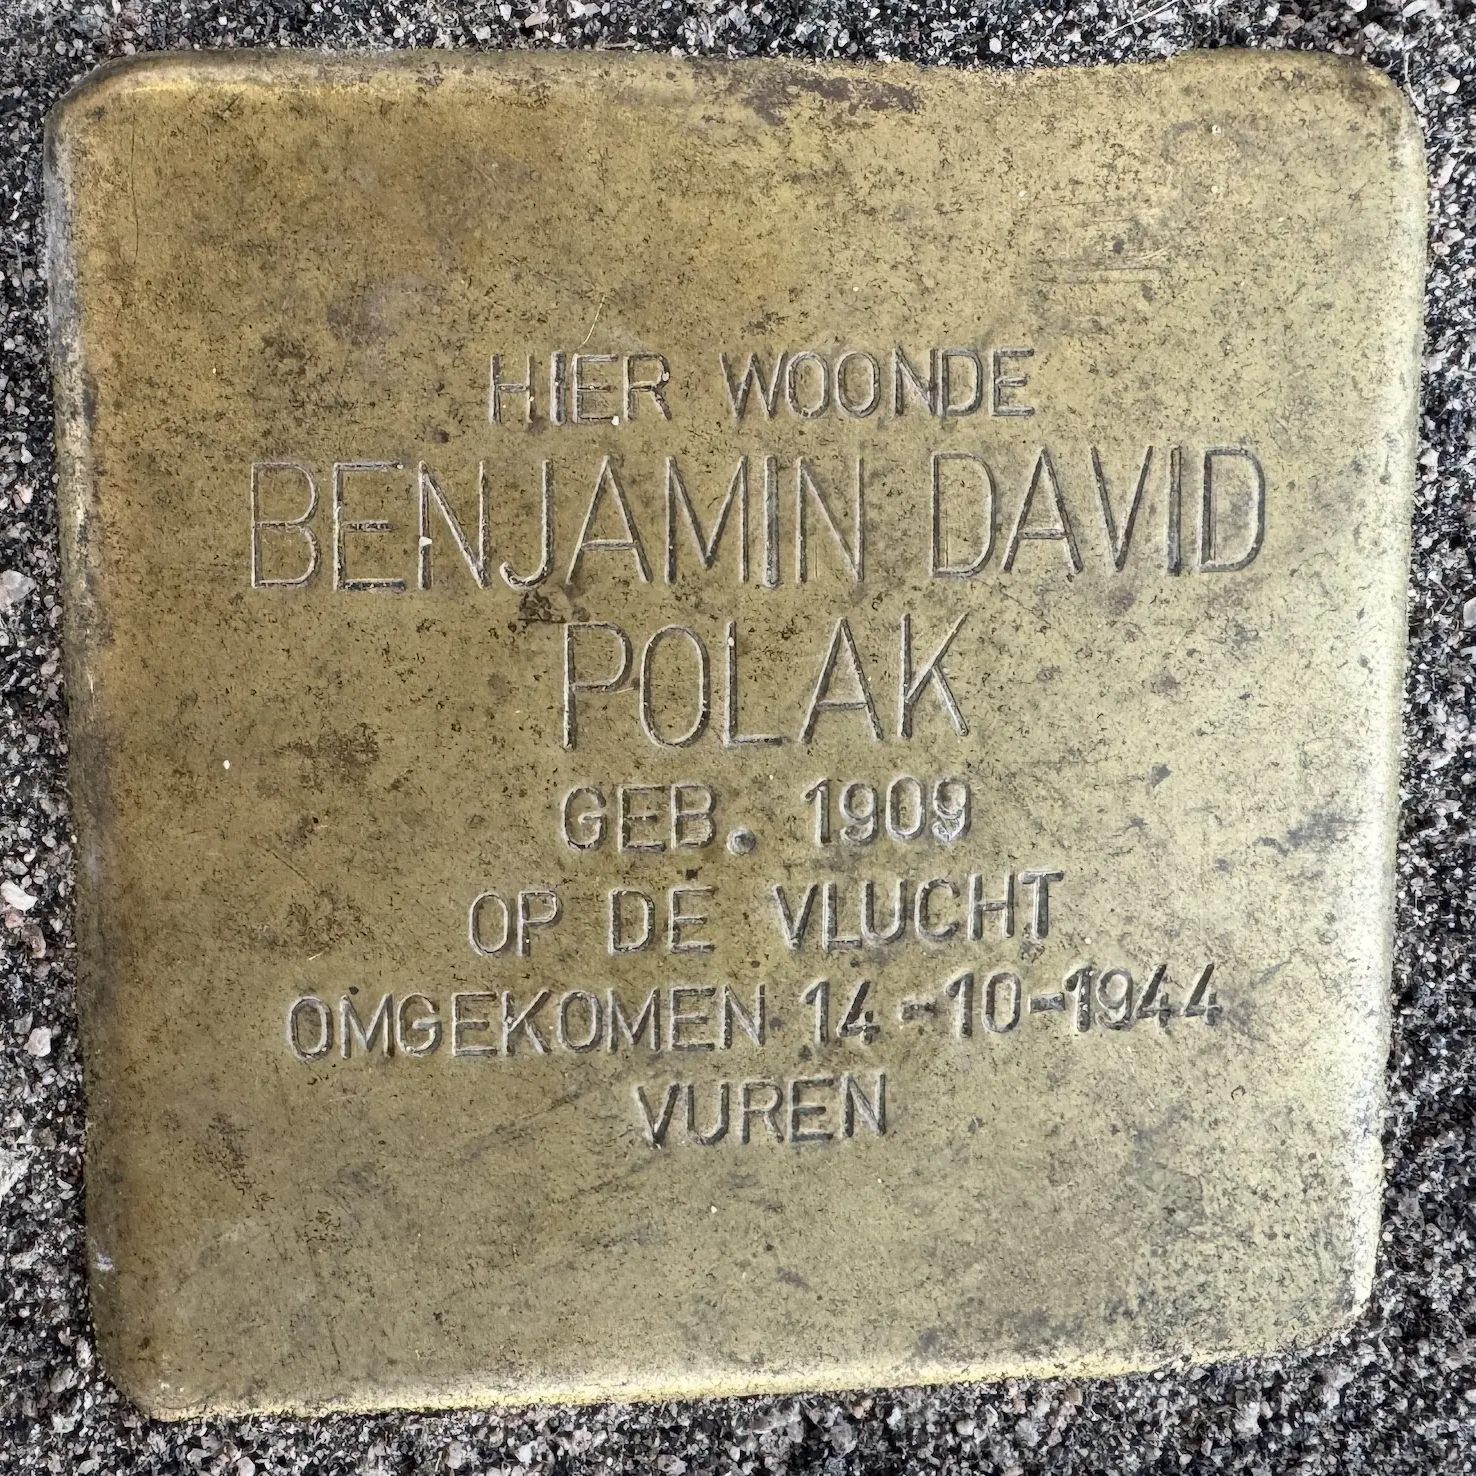 HIER WOONDE
BENJAMIN DAVID
POLAK
GEB. 1909
OP DE VLUCHT
OMGEKOMEN 14-10-1944
VUREN